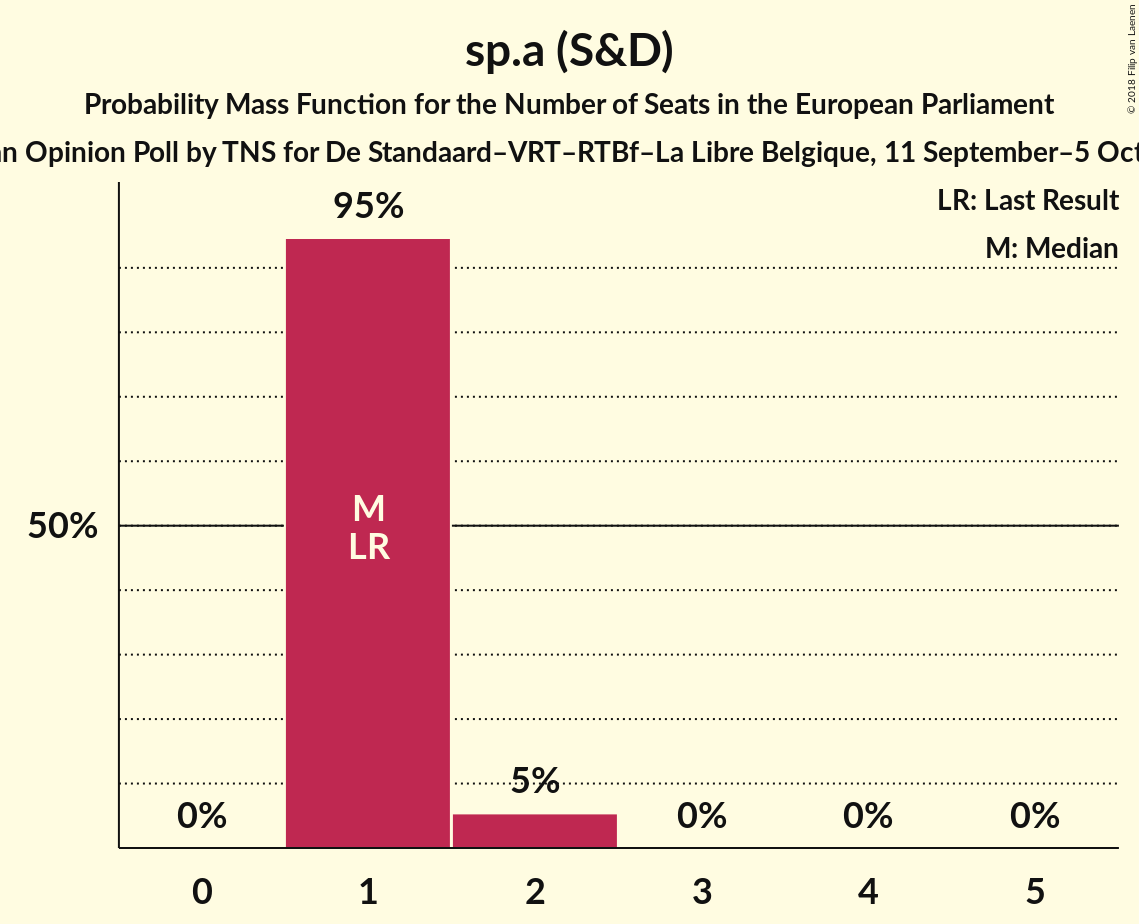 sp.a (S&D)
Probability Mass Function for the Number of Seats in the European Parliament
Opinion Poll by TNS for De Standaard–VRT–RTBf–La Libre Belgique, 11 September–5
© 2018 Filip van Laenen
LR: Last Result
M: Median
95%
50%
M
LR
5%
0%
0%
0%
0%
0 1 2 3 4 5